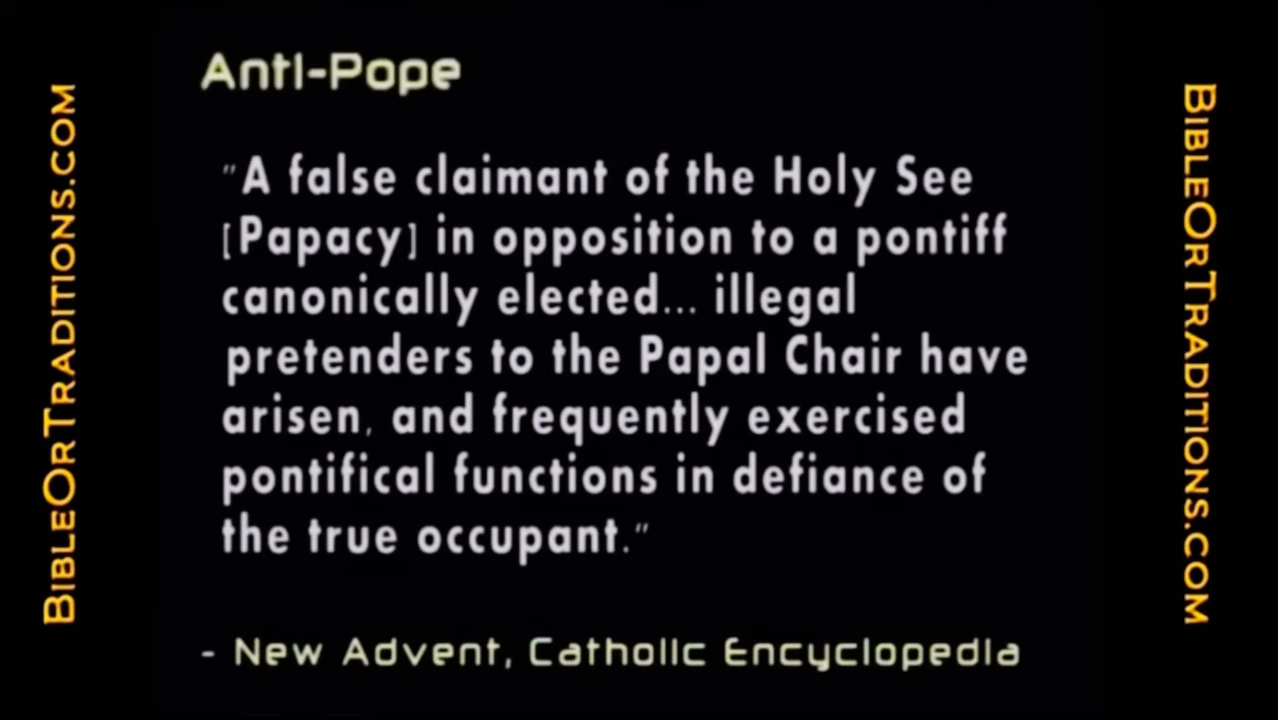 Anti-Pope
"A false claimant of the Holy See
[Papacy] in opposition to a pontiff
canonically elected... illegal
pretenders to the Papal Chair have
arisen, and frequently exercised
pontifical functions in defiance of
the true occupant."
- New Advent, Catholic Encyclopedia
BIBLEORTRADITIONS.COM
BIBLEORTRADITIONS.COM